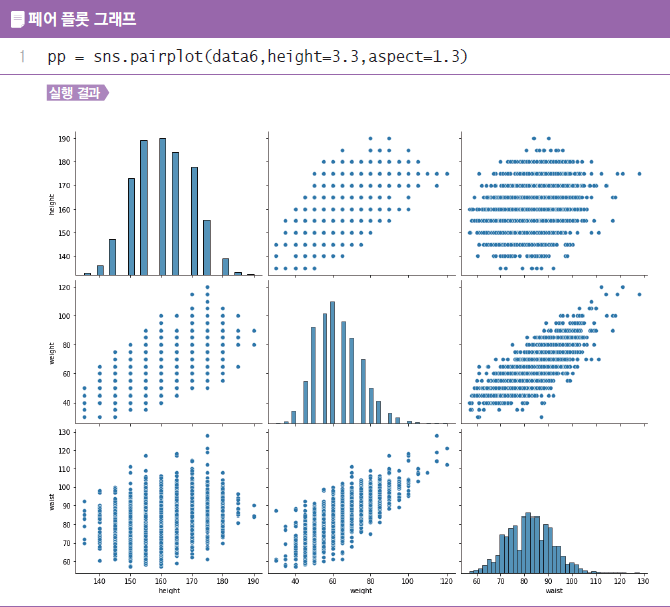 페어 플롯 그래프
1 pp = sns.pairplot(data6,height=3.3,aspect=1.3)
실행 결과
190
180
170
160
150
140
height
120
100
80
60
40
weight
130
120
110
100
90
80
70
60
waist
140 150 160 170 180 190
height
40 60 80 100 120
weight
60 70 80 90 100 110 120 130
waist